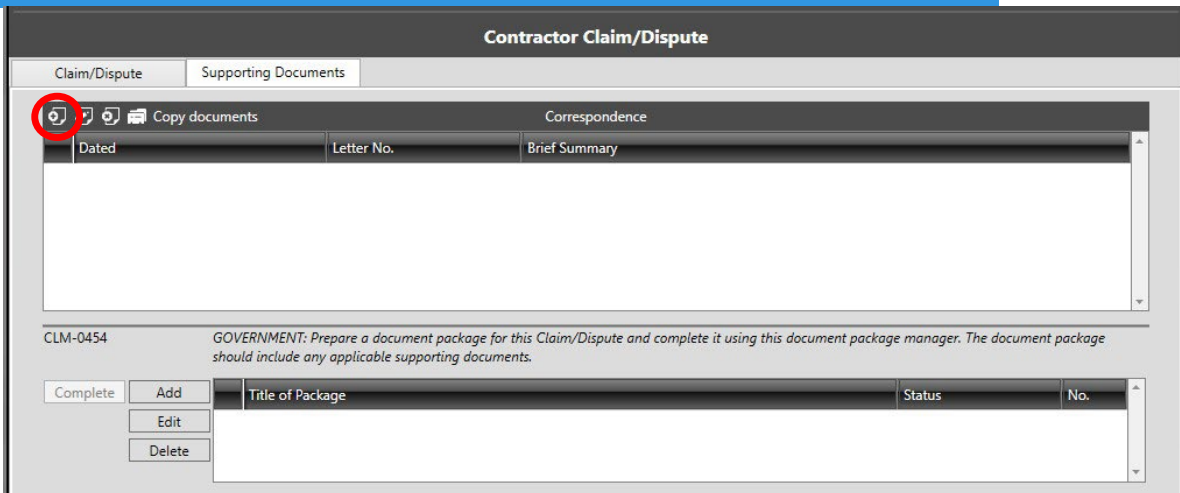 Contractor Claim/Dispute
Claim/Dispute Supporting Documents
Copy documents Correspondence
Dated Letter No. Brief Summary
CLM-0454 GOVERNMENT: Prepare a document package for this Claim/Dispute and complete it using this document package manager. The document package
should include any applicable supporting documents.
Complete Add Title of Package Status No.
Edit
Delete